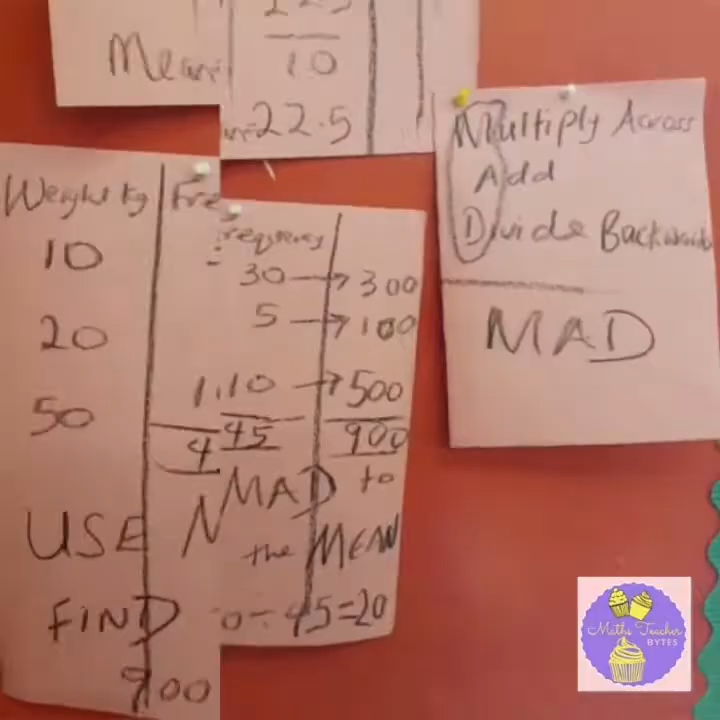 Mean
10
22.5
Weight kg Frequency
10 30 → 300
20 5 → 100
50 10 → 500
45 900
USE MAD to
the MEAN
FIND
900
÷ 45 = 20
Multiply Across
Add
Divide Backwards
MAD
Maths Teacher
BYTES